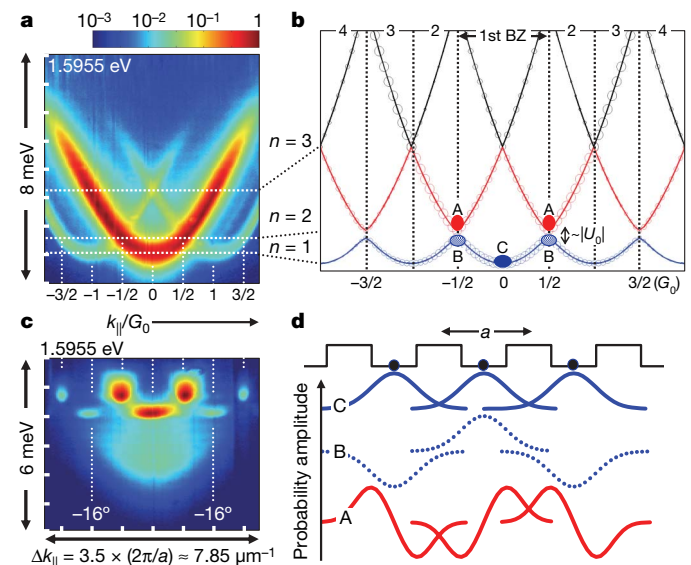 a
10⁻³ 10⁻² 10⁻¹ 1
1.5955 eV
8 meV
n = 3
n = 2
n = 1
−3/2 −1 −1/2 0 1/2 1 3/2
k||/G₀
b
4 3 2 1st BZ 2 3 4
A A
~|U₀|
B C B
−3/2 −1/2 0 1/2 3/2 (G₀)
c
1.5955 eV
6 meV
−16° −16°
Δk|| = 3.5 × (2π/a) ≈ 7.85 µm⁻¹
d
a
Probability amplitude
C
B
A